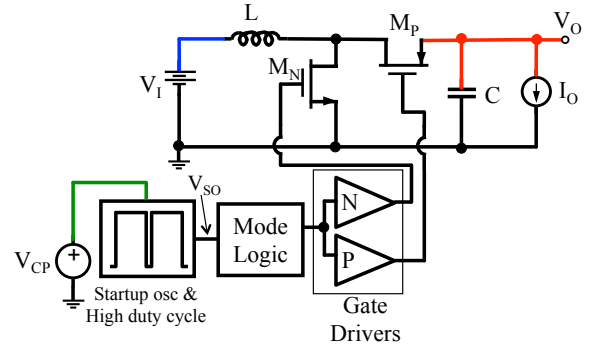 L
M_P
V_O
M_N
V_I
C
I_O
V_SO
N
V_CP
+
Mode
Logic
P
Startup osc &
High duty cycle
Gate
Drivers